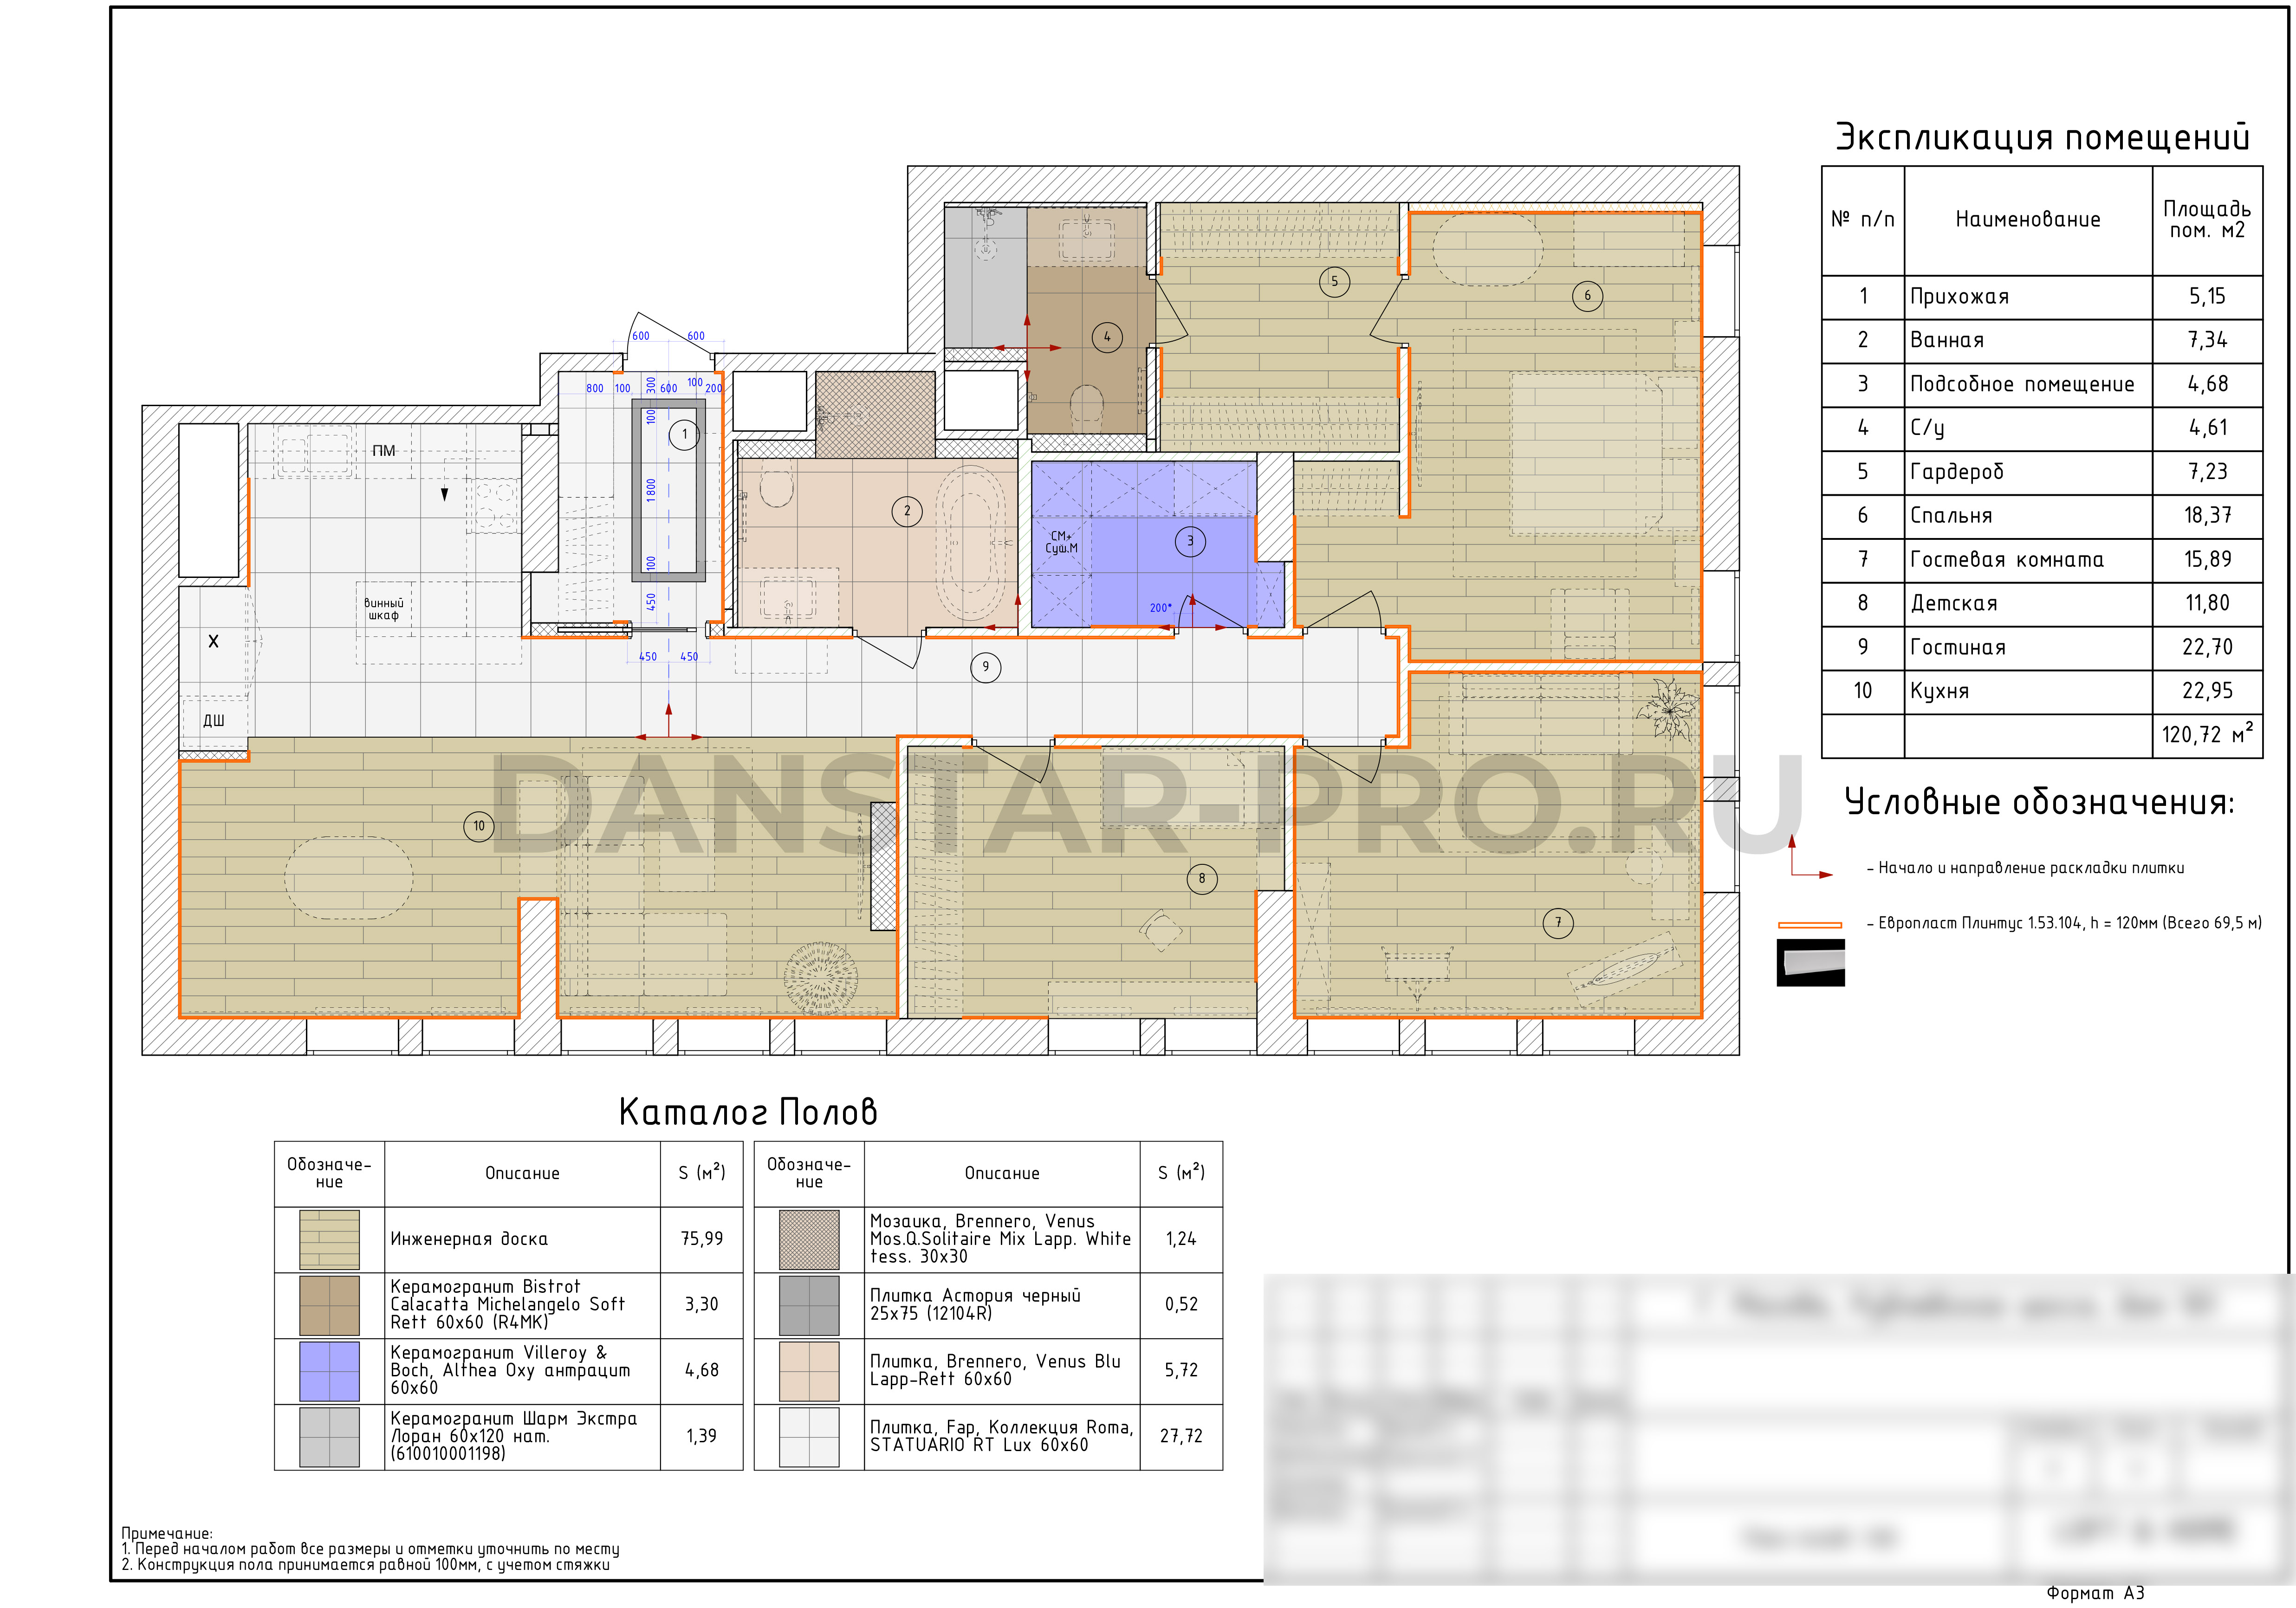 Экспликация помещений
№ п/п Наименование Площадь
пом. м2
1 Прихожая 5,15
2 Ванная 7,34
3 Подсобное помещение 4,68
4 С/у 4,61
5 Гардероб 7,23
6 Спальня 18,37
7 Гостевая комната 15,89
8 Детская 11,80
9 Гостиная 22,70
10 Кухня 22,95
120,72 м²
Условные обозначения:
- Начало и направление раскладки плитки
- Европласт Плинтус 1.53.104, h = 120мм (Всего 69,5 м)
5
6
4
600 600
800 100 300 600 100 200
100
1
ПМ
1800
2
3
СМ+
Суш.М
100
винный
шкаф
450
200*
Х
450 450
9
ДШ
DANSTAR-PRO.RU
10
8
7
Каталог Полов
Обозначе-
ние
Описание
S (м²)
Инженерная доска
75,99
Керамогранит Bistrot
Calacatta Michelangelo Soft
Rett 60x60 (R4MK)
3,30
Керамогранит Villeroy &
Boch, Althea Oxy антрацит
60x60
4,68
Керамогранит Шарм Экстра
Лоран 60x120 нат.
(610010001198)
1,39
Обозначе-
ние
Описание
S (м²)
Мозаика, Brennero, Venus
Mos.Q.Solitaire Mix Lapp. White
tess. 30x30
1,24
Плитка Астория черный
25x75 (12104R)
0,52
Плитка, Brennero, Venus Blu
Lapp-Rett 60x60
5,72
Плитка, Fap, Коллекция Roma,
STATUARIO RT Lux 60x60
27,72
Примечание:
1. Перед началом работ все размеры и отметки уточнить по месту
2. Конструкция пола принимается равной 100мм, с учетом стяжки
Формат А3